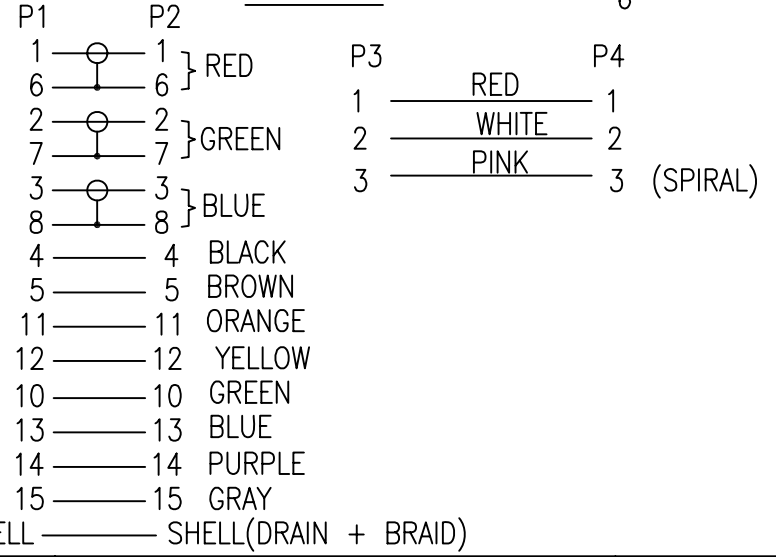 P1 P2
1 1 RED
6 6
2 2 GREEN
7 7
3 3 BLUE
8 8
4 4 BLACK
5 5 BROWN
11 11 ORANGE
12 12 YELLOW
10 10 GREEN
13 13 BLUE
14 14 PURPLE
15 15 GRAY
ELL SHELL(DRAIN + BRAID)
P3 P4
1 RED 1
2 WHITE 2
3 PINK 3 (SPIRAL)